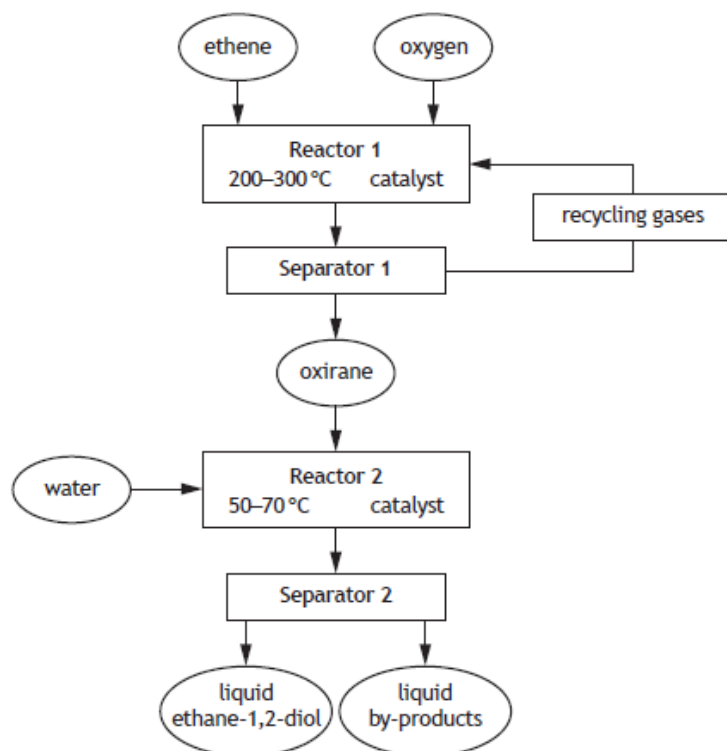 ethene
oxygen
Reactor 1
200–300 °C catalyst
recycling gases
Separator 1
oxirane
Reactor 2
water
50–70 °C catalyst
Separator 2
liquid
ethane-1,2-diol
liquid
by-products